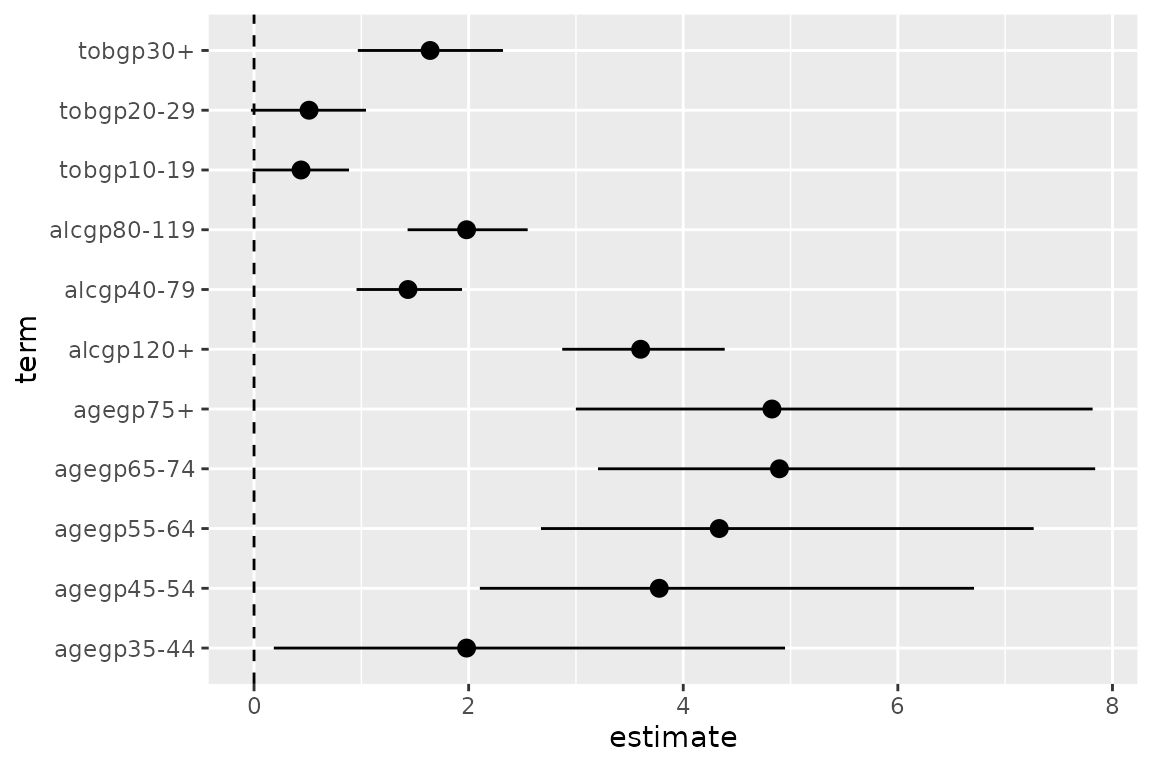 term
tobgp30+
tobgp20-29
tobgp10-19
alcgp80-119
alcgp40-79
alcgp120+
agegp75+
agegp65-74
agegp55-64
agegp45-54
agegp35-44
0 2 4 6 8
estimate